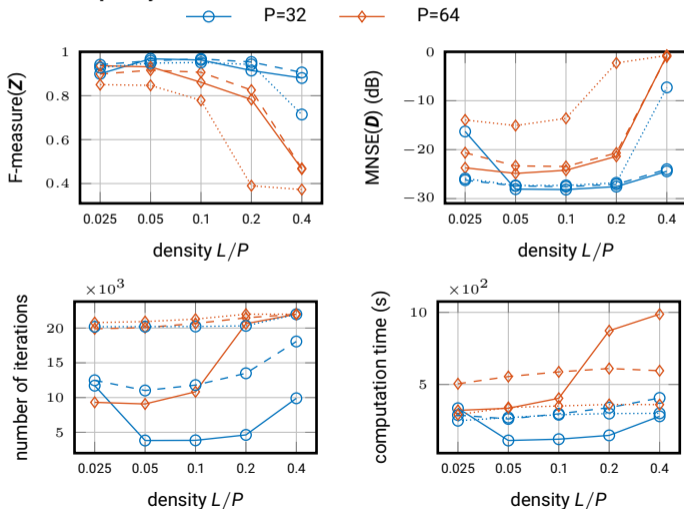 P=32 P=64
F-measure(Z)
1
0.8
0.6
0.4
0.025 0.05 0.1 0.2 0.4
density L/P
MNSE(D) (dB)
0
−10
−20
−30
0.025 0.05 0.1 0.2 0.4
density L/P
×10³
number of iterations
20
15
10
5
0.025 0.05 0.1 0.2 0.4
density L/P
×10²
computation time (s)
10
5
0.025 0.05 0.1 0.2 0.4
density L/P